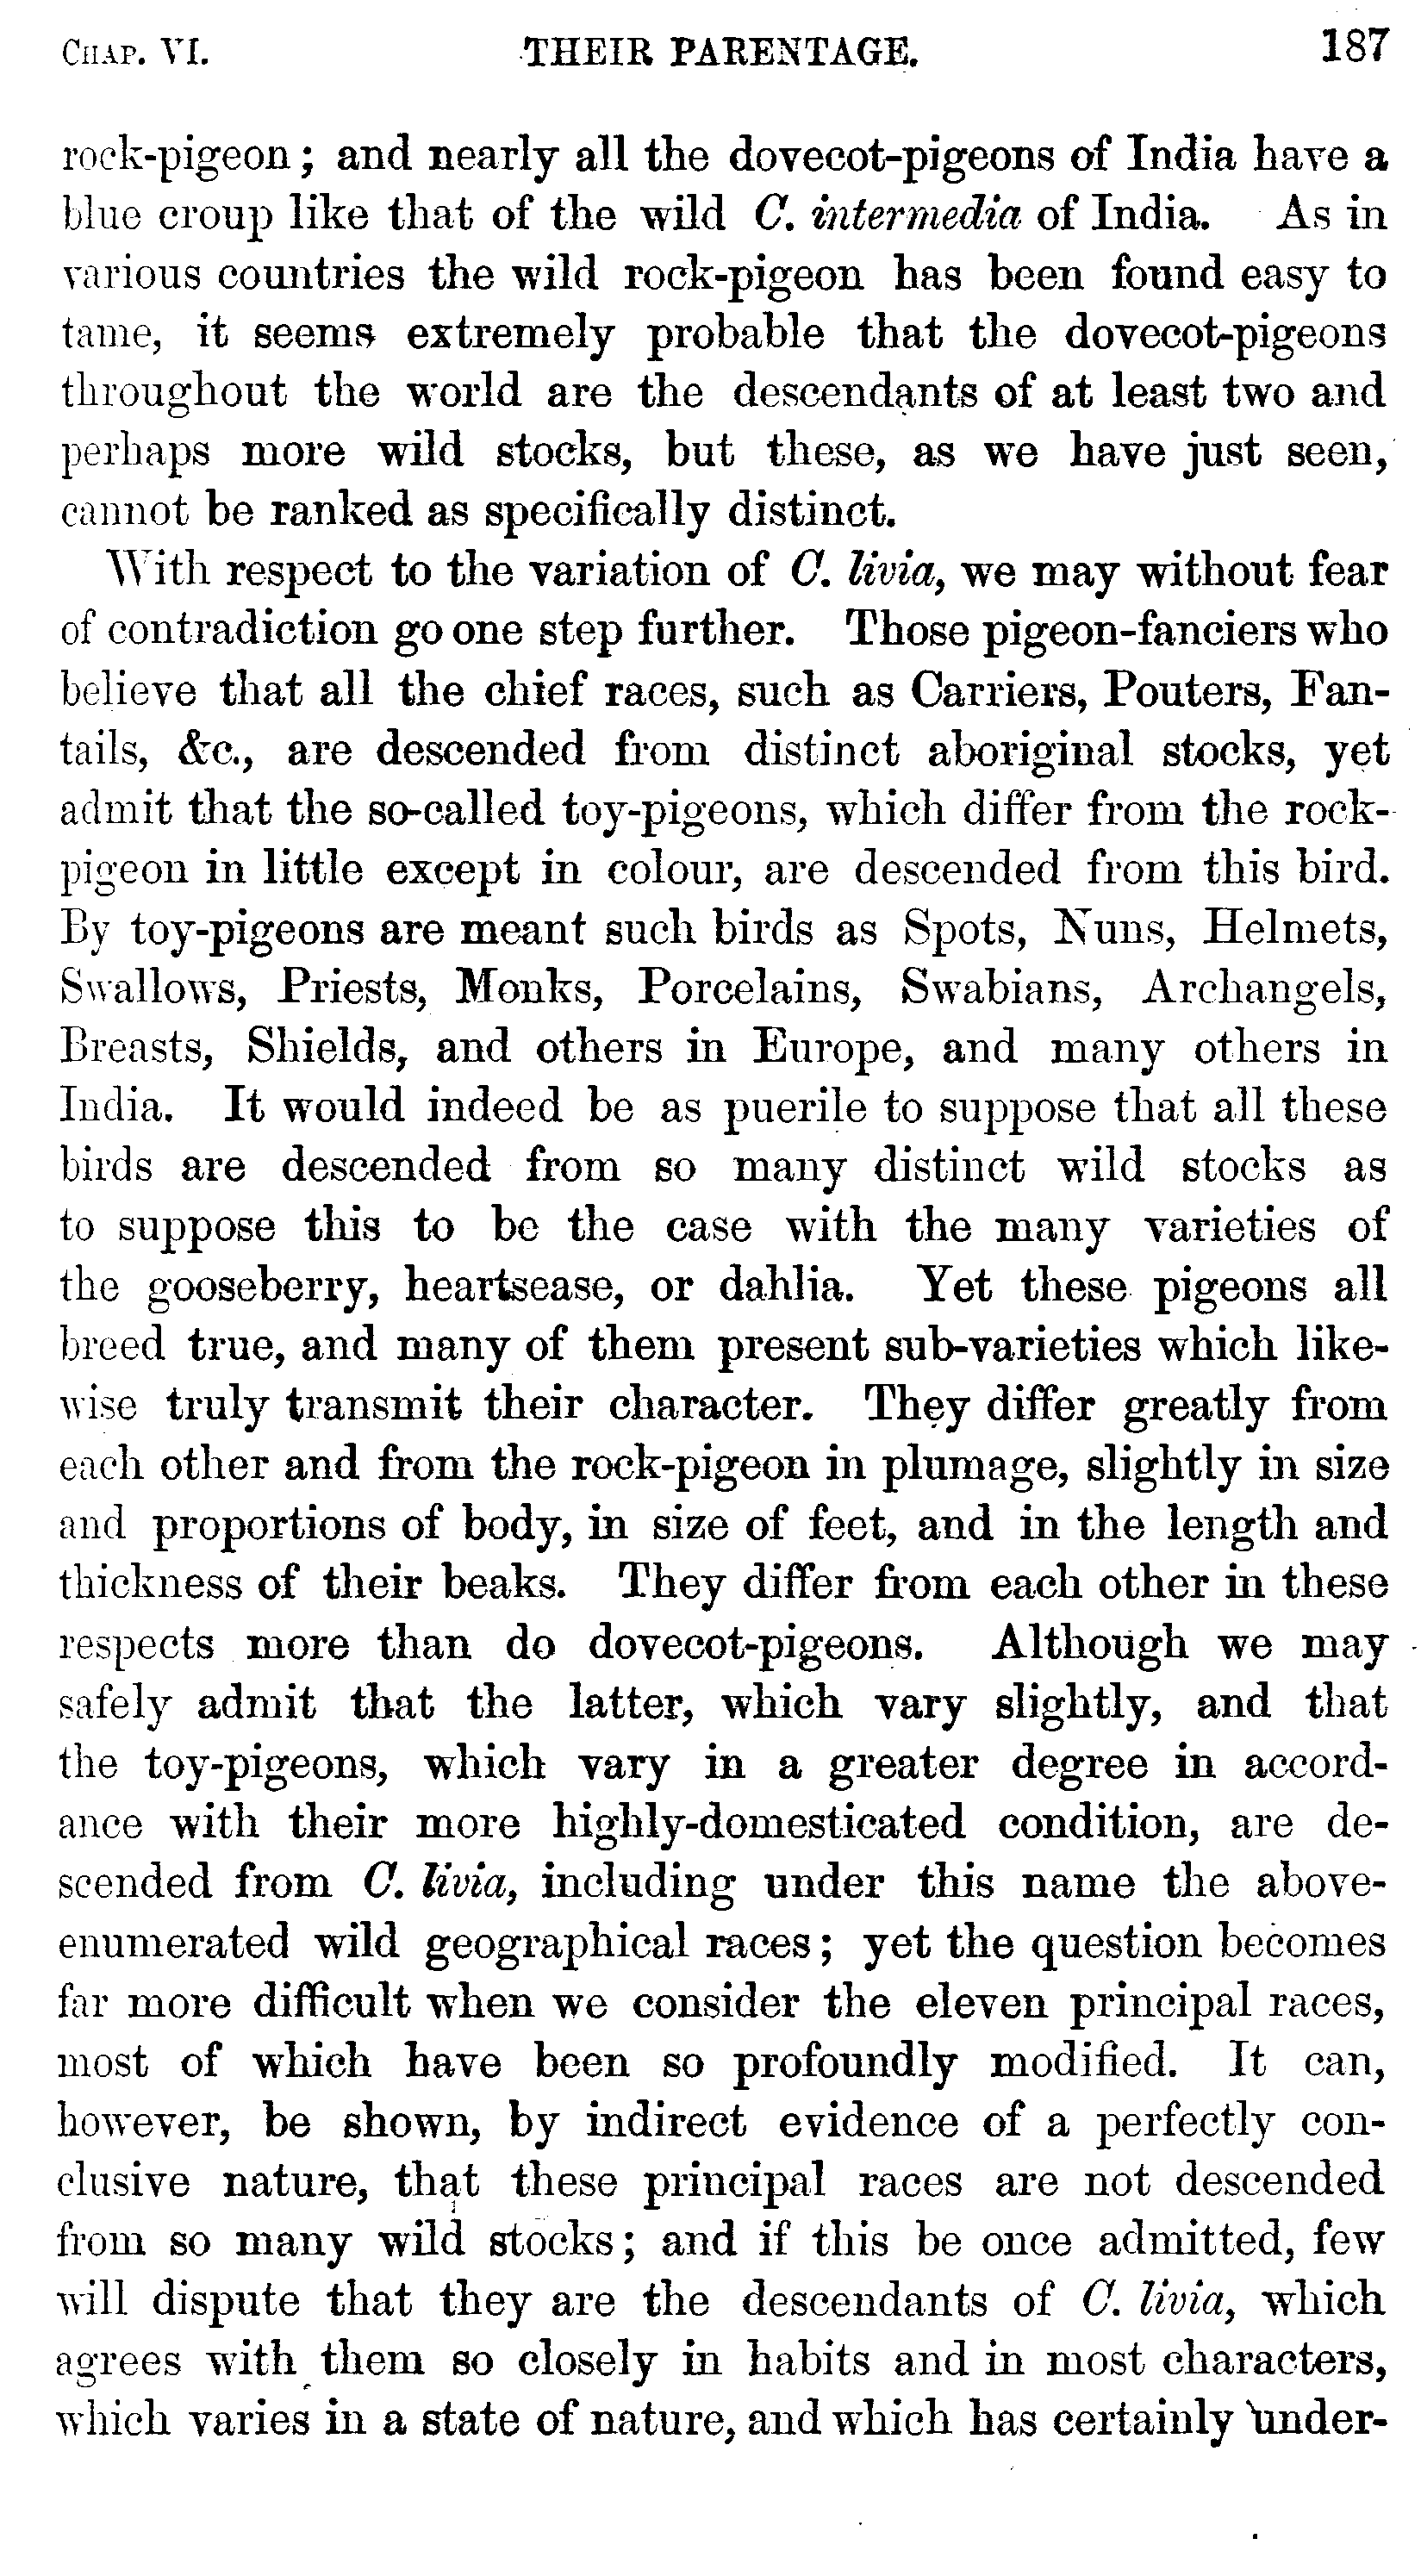 CHAP. VI. THEIR PARENTAGE. 187
rock-pigeon; and nearly all the dovecot-pigeons of India have a
blue croup like that of the wild C. intermedia of India. As in
various countries the wild rock-pigeon has been found easy to
tame, it seems extremely probable that the dovecot-pigeons
throughout the world are the descendants of at least two and
perhaps more wild stocks, but these, as we have just seen,
cannot be ranked as specifically distinct.
With respect to the variation of C. livia, we may without fear
of contradiction go one step further. Those pigeon-fanciers who
believe that all the chief races, such as Carriers, Pouters, Fan-
tails, &c., are descended from distinct aboriginal stocks, yet
admit that the so-called toy-pigeons, which differ from the rock-
pigeon in little except in colour, are descended from this bird.
By toy-pigeons are meant such birds as Spots, Nuns, Helmets,
Swallows, Priests, Monks, Porcelains, Swabians, Archangels,
Breasts, Shields, and others in Europe, and many others in
India. It would indeed be as puerile to suppose that all these
birds are descended from so many distinct wild stocks as
to suppose this to be the case with the many varieties of
the gooseberry, heartsease, or dahlia. Yet these pigeons all
breed true, and many of them present sub-varieties which like-
wise truly transmit their character. They differ greatly from
each other and from the rock-pigeon in plumage, slightly in size
and proportions of body, in size of feet, and in the length and
thickness of their beaks. They differ from each other in these
respects more than do dovecot-pigeons. Although we may
safely admit that the latter, which vary slightly, and that
the toy-pigeons, which vary in a greater degree in accord-
ance with their more highly-domesticated condition, are de-
scended from C. livia, including under this name the above-
enumerated wild geographical races; yet the question becomes
far more difficult when we consider the eleven principal races,
most of which have been so profoundly modified. It can,
however, be shown, by indirect evidence of a perfectly con-
clusive nature, that these principal races are not descended
from so many wild stocks; and if this be once admitted, few
will dispute that they are the descendants of C. livia, which
agrees with them so closely in habits and in most characters,
which varies in a state of nature, and which has certainly under-